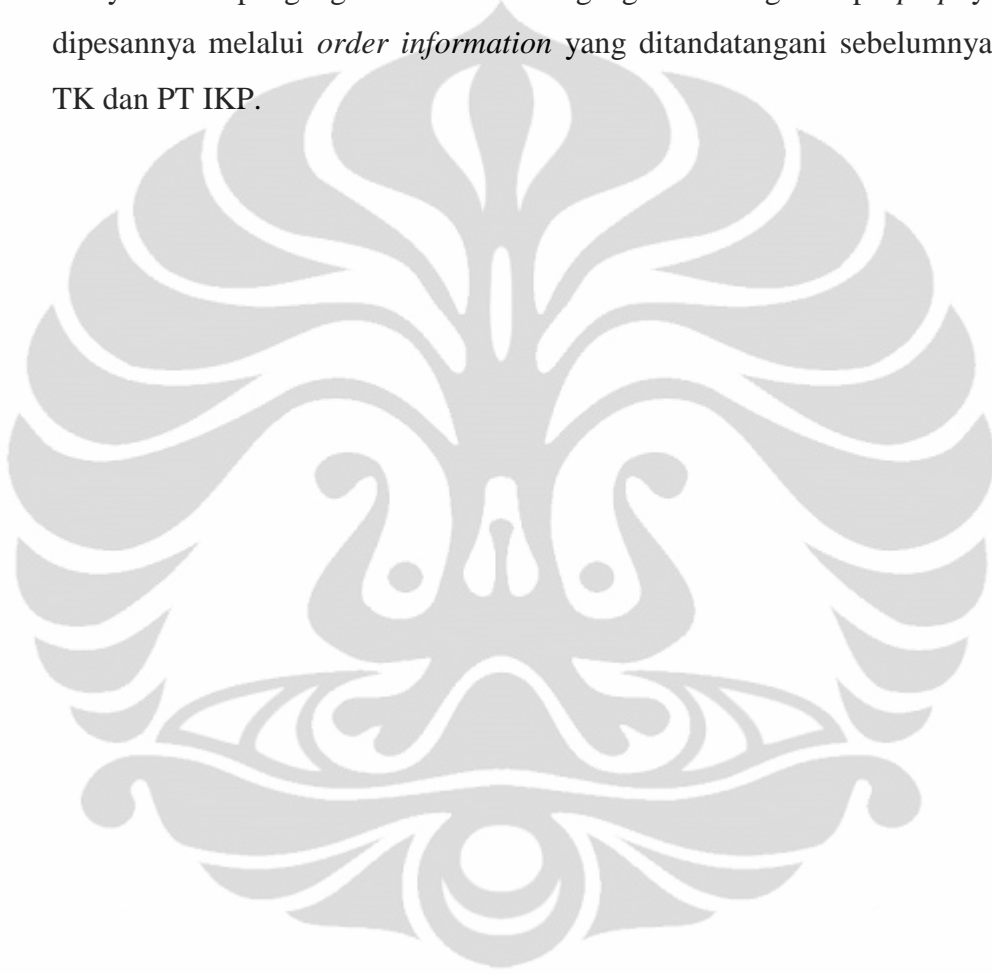 dipesannya melalui order information yang ditandatangani sebelumnya
TK dan PT IKP.